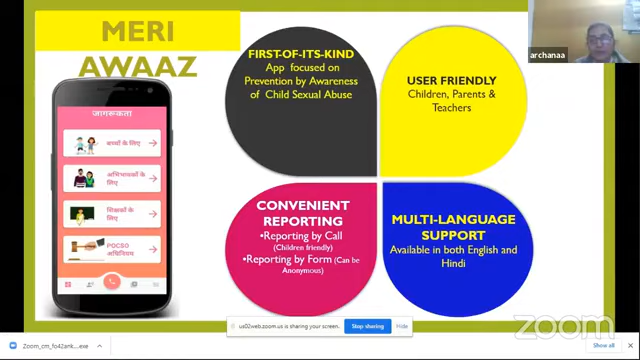 MERI
AWAAZ
जागरूकता
बच्चों के लिए
अभिभावकों के
लिए
शिक्षकों के
लिए
POCSO
अधिनियम
FIRST-OF-ITS-KIND
App focused on
Prevention by Awareness
of Child Sexual Abuse
USER FRIENDLY
Children, Parents &
Teachers
CONVENIENT
REPORTING
•Reporting by Call
(Children friendly)
•Reporting by Form (Can be
Anonymous)
MULTI-LANGUAGE
SUPPORT
Available in both English and
Hindi
archanaa
us02web.zoom.us is sharing your screen.
Stop sharing
Hide
zoom
Zoom_cm_fo42ank....exe
Show all